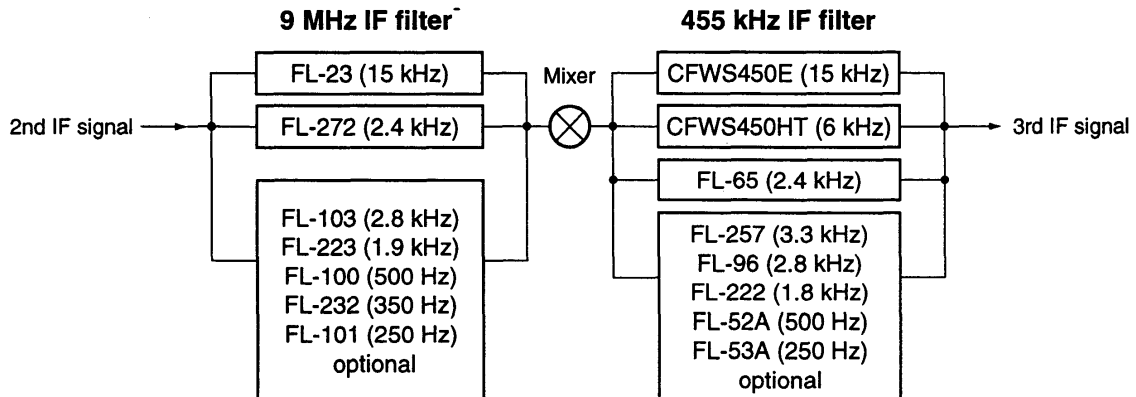 9 MHz IF filter
455 kHz IF filter
FL-23 (15 kHz)
Mixer
CFWS450E (15 kHz)
2nd IF signal
FL-272 (2.4 kHz)
CFWS450HT (6 kHz)
3rd IF signal
FL-65 (2.4 kHz)
FL-103 (2.8 kHz)
FL-223 (1.9 kHz)
FL-100 (500 Hz)
FL-232 (350 Hz)
FL-101 (250 Hz)
optional
FL-257 (3.3 kHz)
FL-96 (2.8 kHz)
FL-222 (1.8 kHz)
FL-52A (500 Hz)
FL-53A (250 Hz)
optional